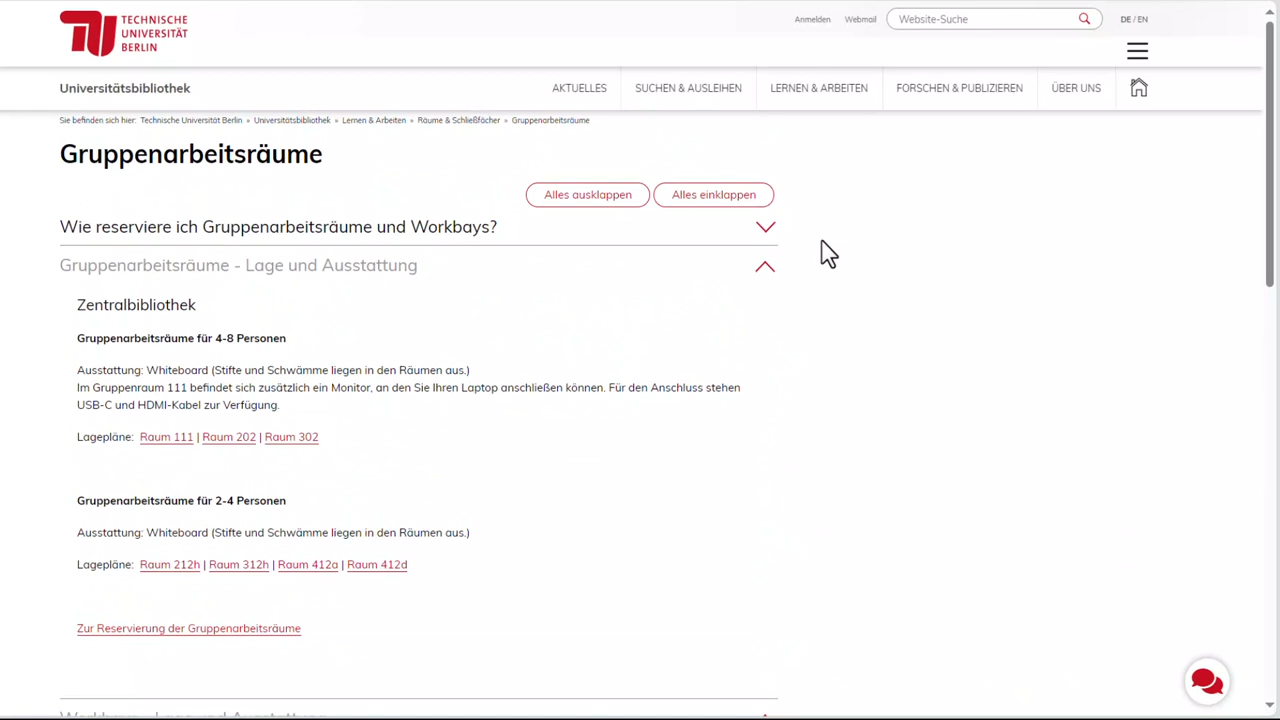 TECHNISCHE
UNIVERSITÄT
BERLIN
Anmelden Webmail Website-Suche DE / EN
Universitätsbibliothek AKTUELLES SUCHEN & AUSLEIHEN LERNEN & ARBEITEN FORSCHEN & PUBLIZIEREN ÜBER UNS
Sie befinden sich hier: Technische Universität Berlin » Universitätsbibliothek » Lernen & Arbeiten » Räume & Schließfächer » Gruppenarbeitsräume
Gruppenarbeitsräume
Alles ausklappen Alles einklappen
Wie reserviere ich Gruppenarbeitsräume und Workbays?
Gruppenarbeitsräume - Lage und Ausstattung
Zentralbibliothek
Gruppenarbeitsräume für 4-8 Personen
Ausstattung: Whiteboard (Stifte und Schwämme liegen in den Räumen aus.)
Im Gruppenraum 111 befindet sich zusätzlich ein Monitor, an den Sie Ihren Laptop anschließen können. Für den Anschluss stehen
USB-C und HDMI-Kabel zur Verfügung.
Lagepläne: Raum 111 | Raum 202 | Raum 302
Gruppenarbeitsräume für 2-4 Personen
Ausstattung: Whiteboard (Stifte und Schwämme liegen in den Räumen aus.)
Lagepläne: Raum 212h | Raum 312h | Raum 412a | Raum 412d
Zur Reservierung der Gruppenarbeitsräume